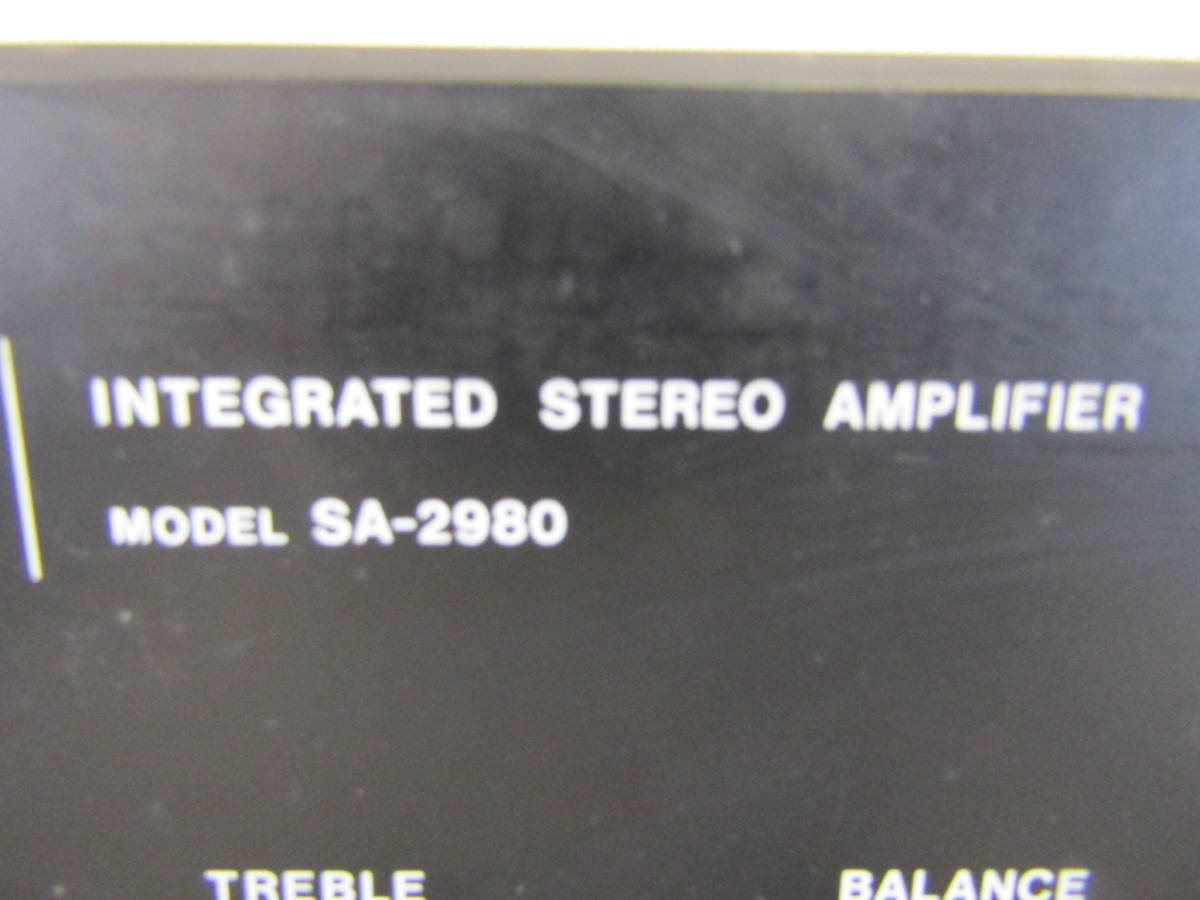 INTEGRATED STEREO AMPLIFIER
MODEL SA-2980
TREBLE BALANCE